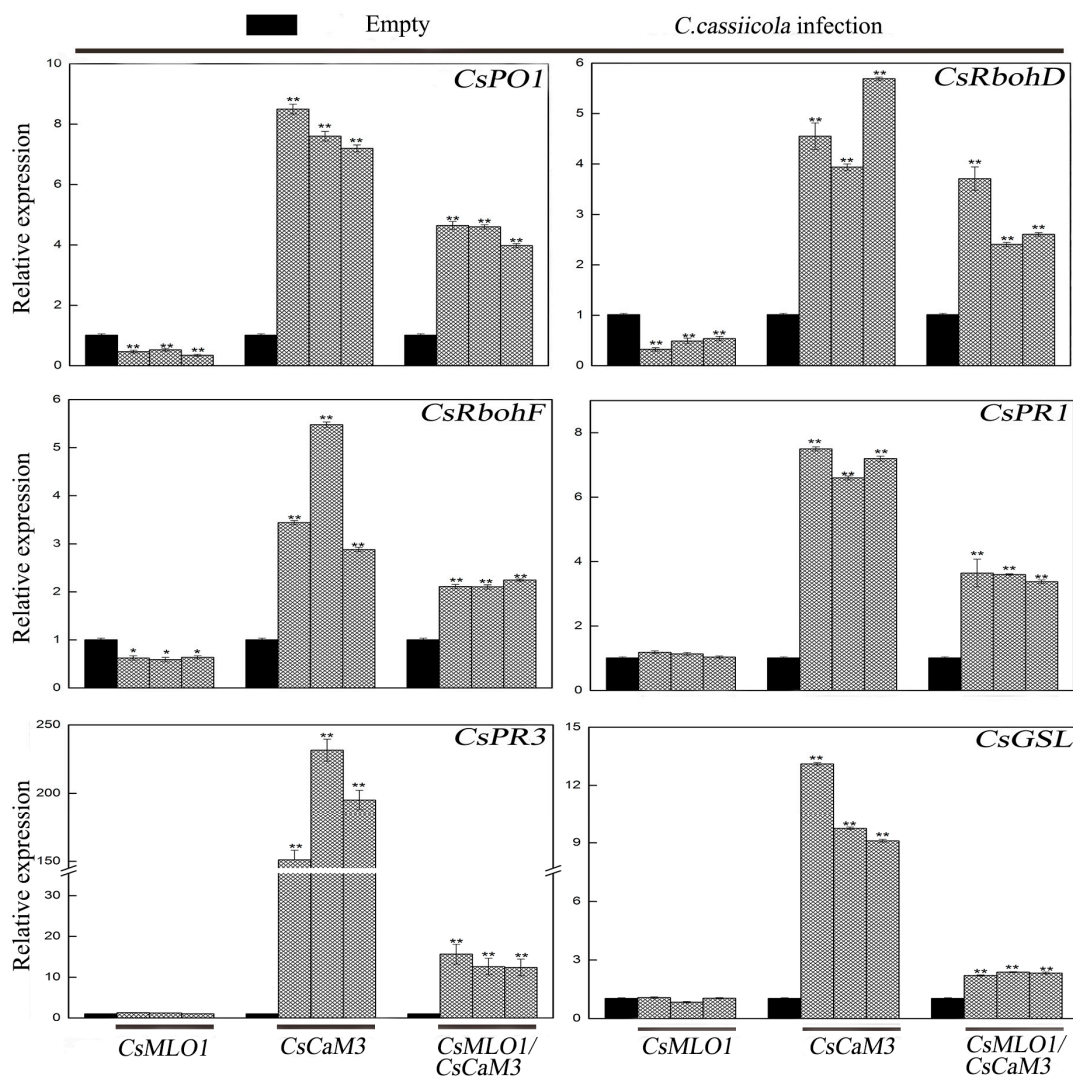 Empty
C.cassiicola infection
CsPO1
Relative expression
10
8
6
4
2
0
** ** **
** ** **
** ** **
CsRbohD
6
5
4
3
2
1
0
** ** **
** ** **
** ** **
CsRbohF
Relative expression
6
5
4
3
2
1
0
* * *
** ** **
** ** **
CsPR1
8
6
4
2
0
** ** **
** ** **
CsPR3
Relative expression
250
200
150
30
20
10
0
** ** **
** ** **
CsMLO1
CsCaM3
CsMLO1/
CsCaM3
CsGSL
15
12
9
6
3
0
** ** **
** ** **
CsMLO1
CsCaM3
CsMLO1/
CsCaM3